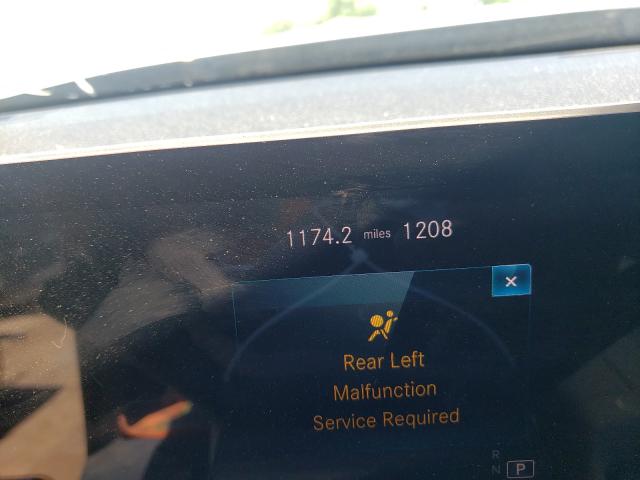 1174.2 miles 1208
×
Rear Left
Malfunction
Service Required
R
N P